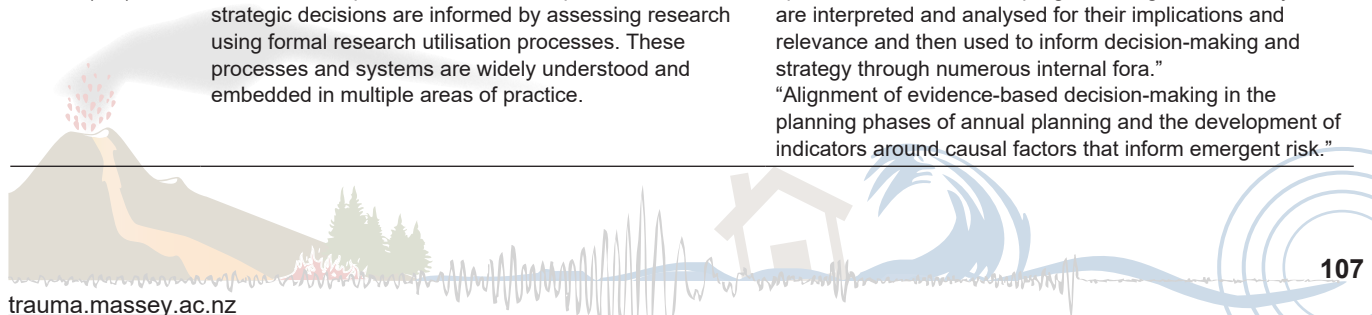 strategic decisions are informed by assessing research
using formal research utilisation processes. These
processes and systems are widely understood and
embedded in multiple areas of practice.
are interpreted and analysed for their implications and
relevance and then used to inform decision-making and
strategy through numerous internal fora.”
“Alignment of evidence-based decision-making in the
planning phases of annual planning and the development of
indicators around causal factors that inform emergent risk.”
107
trauma.massey.ac.nz